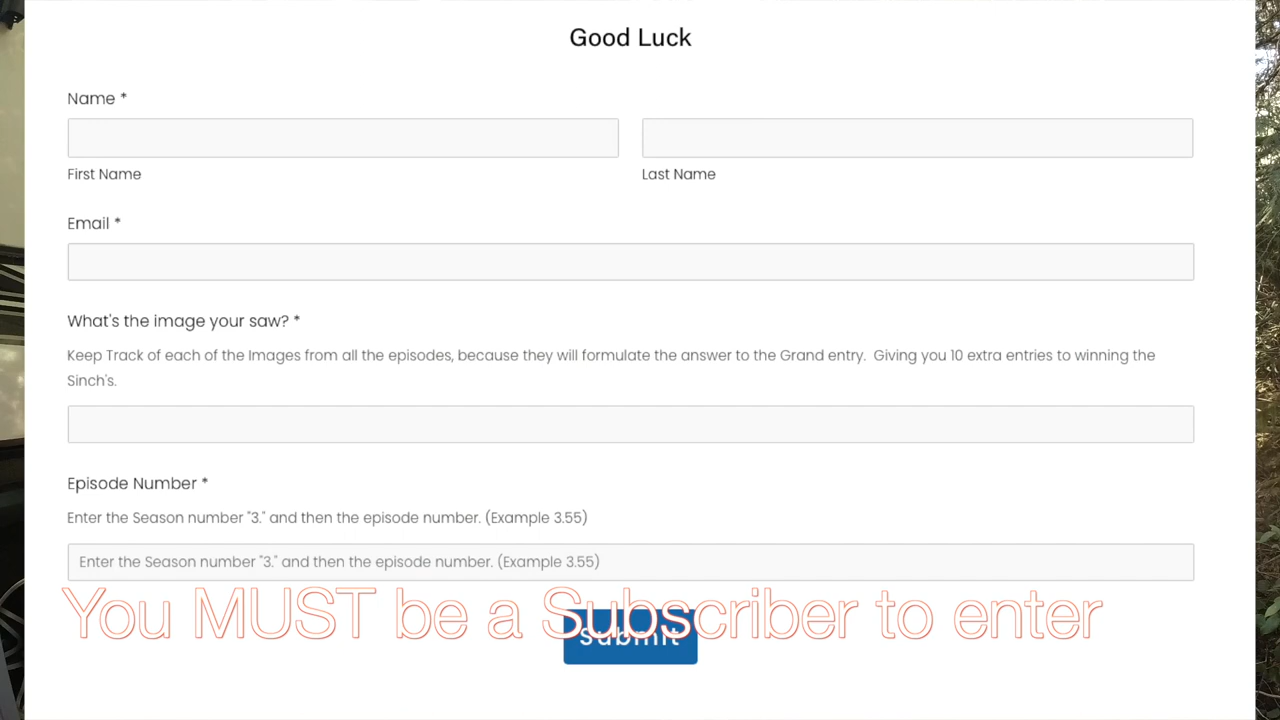 Good Luck
Name *
First Name
Last Name
Email *
What's the image your saw? *
Keep Track of each of the Images from all the episodes, because they will formulate the answer to the Grand entry.  Giving you 10 extra entries to winning the
Sinch's.
Episode Number *
Enter the Season number "3." and then the episode number. (Example 3.55)
Enter the Season number "3." and then the episode number. (Example 3.55)
You MUST be a Subscriber to enter
Submit